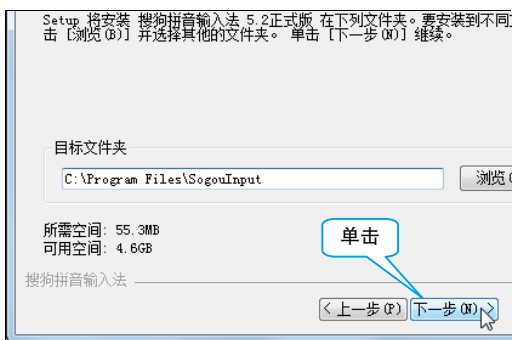 Setup 将安装 搜狗拼音输入法 5.2正式版 在下列文件夹。要安装到不同
击 [浏览(B)] 并选择其他的文件夹。 单击 [下一步(N)] 继续。
目标文件夹
C:\Program Files\SogouInput
浏览(
所需空间: 55.3MB
可用空间: 4.6GB
单击
搜狗拼音输入法
< 上一步(P) 下一步(N) >